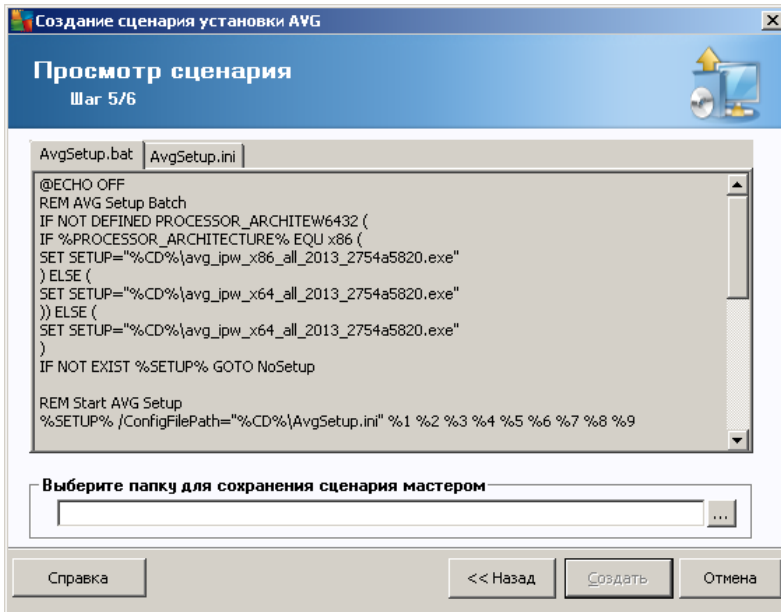 Создание сценария установки AVG
Просмотр сценария
Шаг 5/6
AvgSetup.bat
AvgSetup.ini
@ECHO OFF
REM AVG Setup Batch
IF NOT DEFINED PROCESSOR_ARCHITEW6432 (
IF %PROCESSOR_ARCHITECTURE% EQU x86 (
SET SETUP="%CD%\avg_ipw_x86_all_2013_2754a5820.exe"
) ELSE (
SET SETUP="%CD%\avg_ipw_x64_all_2013_2754a5820.exe"
)) ELSE (
SET SETUP="%CD%\avg_ipw_x64_all_2013_2754a5820.exe"
)
IF NOT EXIST %SETUP% GOTO NoSetup
REM Start AVG Setup
%SETUP% /ConfigFilePath="%CD%\AvgSetup.ini" %1 %2 %3 %4 %5 %6 %7 %8 %9
Выберите папку для сохранения сценария мастером
...
Справка
<< Назад
Создать
Отмена